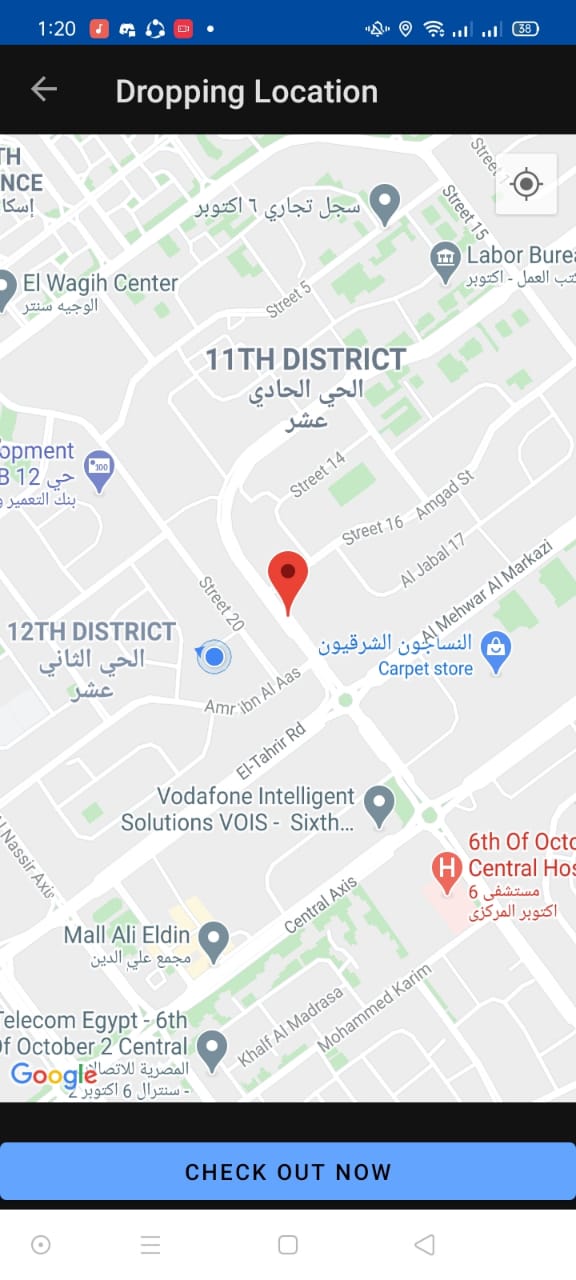 1:20
38
Dropping Location
TH
NCE
إسكا
Street 1
Street 15
سجل تجاري ٦ اكتوبر
Labor Burea
كتب العمل - اكتوبر
El Wagih Center
الوجيه سنتر
Street 5
11TH DISTRICT
الحي الحادي
عشر
opment
B 12 حي
بنك التعمير و
100
Street 14
Street 16
Amgad St
Al Jabal 17
Al Mehwar Al Markazi
Street 20
12TH DISTRICT
الحي الثاني
عشر
النساجون الشرقيون
Carpet store
Amr ibn Al Aas
El-Tahrir Rd
Vodafone Intelligent
Solutions VOIS - Sixth...
l Nassir Axis
6th Of Octo
Central Hos
مستشفى 6
اكتوبر المركزى
H
Central Axis
Mall Ali Eldin
مجمع علي الدين
Mohammed Karim
Khalf Al Madrasa
Telecom Egypt - 6th
Of October 2 Central
المصرية للاتصالا
- سنترال 6 اكتوبر 2
Google
CHECK OUT NOW